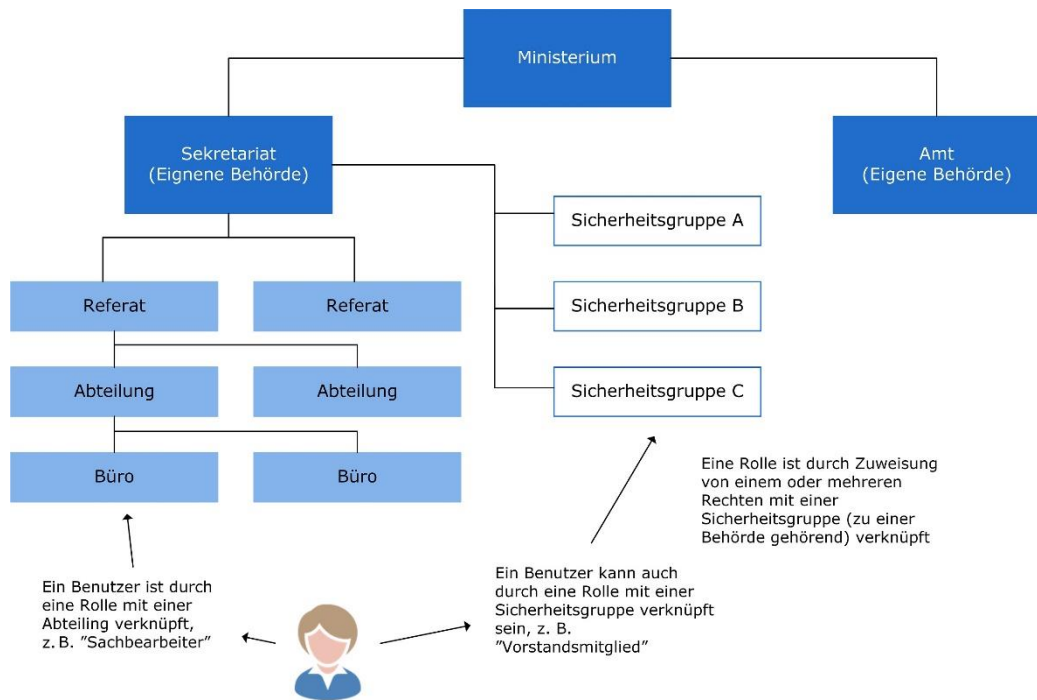 Ministerium
Sekretariat
(Eignene Behörde)
Amt
(Eigene Behörde)
Sicherheitsgruppe A
Referat
Referat
Sicherheitsgruppe B
Abteilung
Abteilung
Sicherheitsgruppe C
Büro
Büro
Eine Rolle ist durch Zuweisung
von einem oder mehreren
Rechten mit einer
Sicherheitsgruppe (zu einer
Behörde gehörend) verknüpft
Ein Benutzer ist durch
eine Rolle mit einer
Abteiling verknüpft,
z. B. ”Sachbearbeiter”
Ein Benutzer kann auch
durch eine Rolle mit einer
Sicherheitsgruppe verknüpft
sein, z. B.
”Vorstandsmitglied”